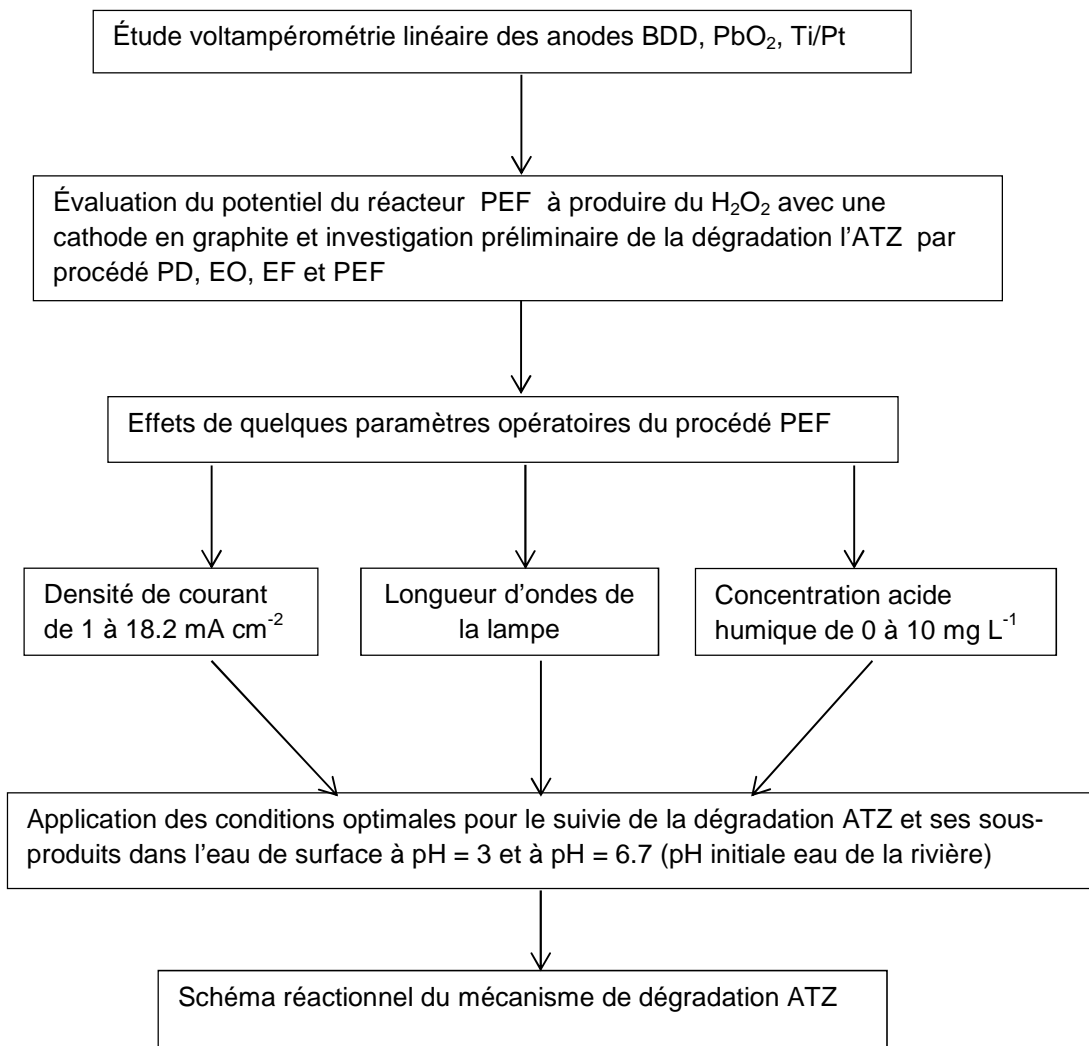 Étude voltampérométrie linéaire des anodes BDD, PbO₂, Ti/Pt
Évaluation du potentiel du réacteur PEF à produire du H₂O₂ avec une
cathode en graphite et investigation préliminaire de la dégradation l'ATZ par
procédé PD, EO, EF et PEF
Effets de quelques paramètres opératoires du procédé PEF
Densité de courant
de 1 à 18.2 mA cm⁻²
Longueur d'ondes de
la lampe
Concentration acide
humique de 0 à 10 mg L⁻¹
Application des conditions optimales pour le suivie de la dégradation ATZ et ses sous-
produits dans l'eau de surface à pH = 3 et à pH = 6.7 (pH initiale eau de la rivière)
Schéma réactionnel du mécanisme de dégradation ATZ